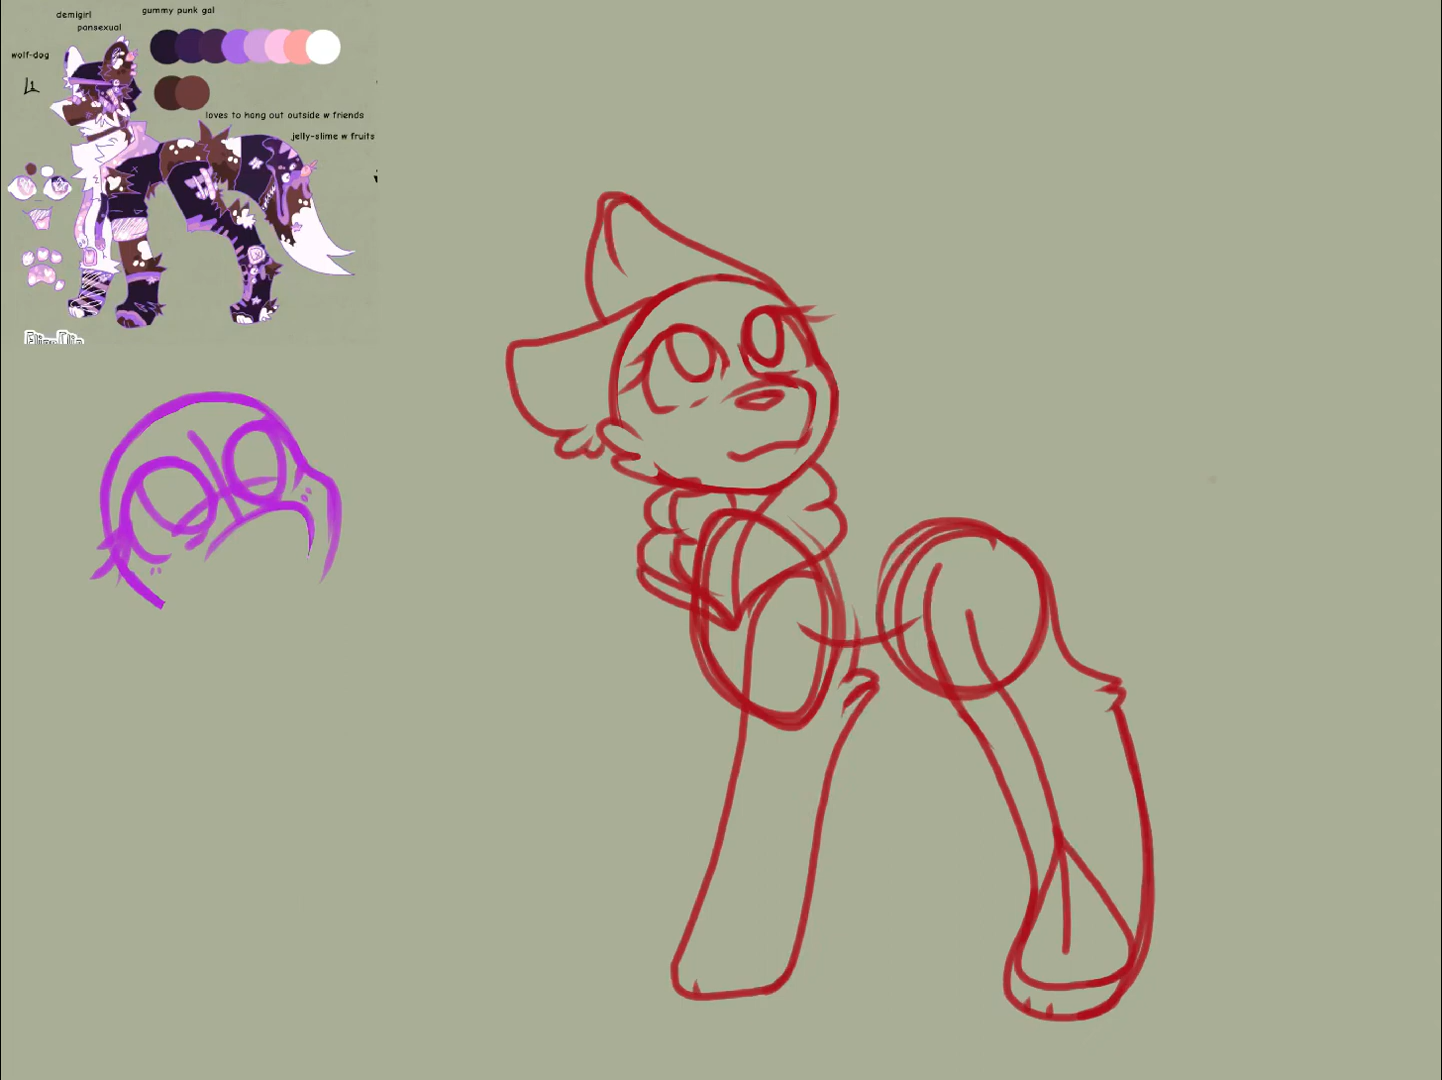 gummy punk gal
demigirl
pansexual
wolf-dog
loves to hang out outside w friends
jelly-slime w fruits